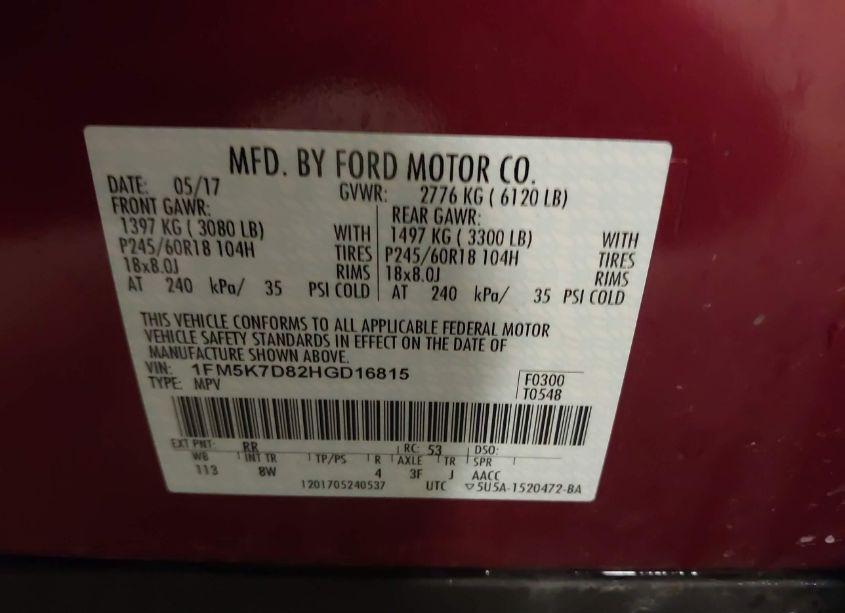 MFD. BY FORD MOTOR CO.
DATE: 05/17 GVWR: 2776 KG ( 6120 LB)
FRONT GAWR: REAR GAWR:
1397 KG ( 3080 LB) WITH 1497 KG ( 3300 LB) WITH
P245/60R18 104H TIRES P245/60R18 104H TIRES
18x8.0J RIMS 18x8.0J RIMS
AT 240 kPa/ 35 PSI COLD AT 240 kPa/ 35 PSI COLD
THIS VEHICLE CONFORMS TO ALL APPLICABLE FEDERAL MOTOR
VEHICLE SAFETY STANDARDS IN EFFECT ON THE DATE OF
MANUFACTURE SHOWN ABOVE.
VIN: 1FM5K7D82HGD16815
TYPE: MPV
F0300
T0548
EXT PNT: RR RC: 53 DSO:
WB INT TR TP/PS R AXLE TR SPR
113 8W 4 3F J AACC
1201705240537 UTC ▽5U5A-1520472-BA